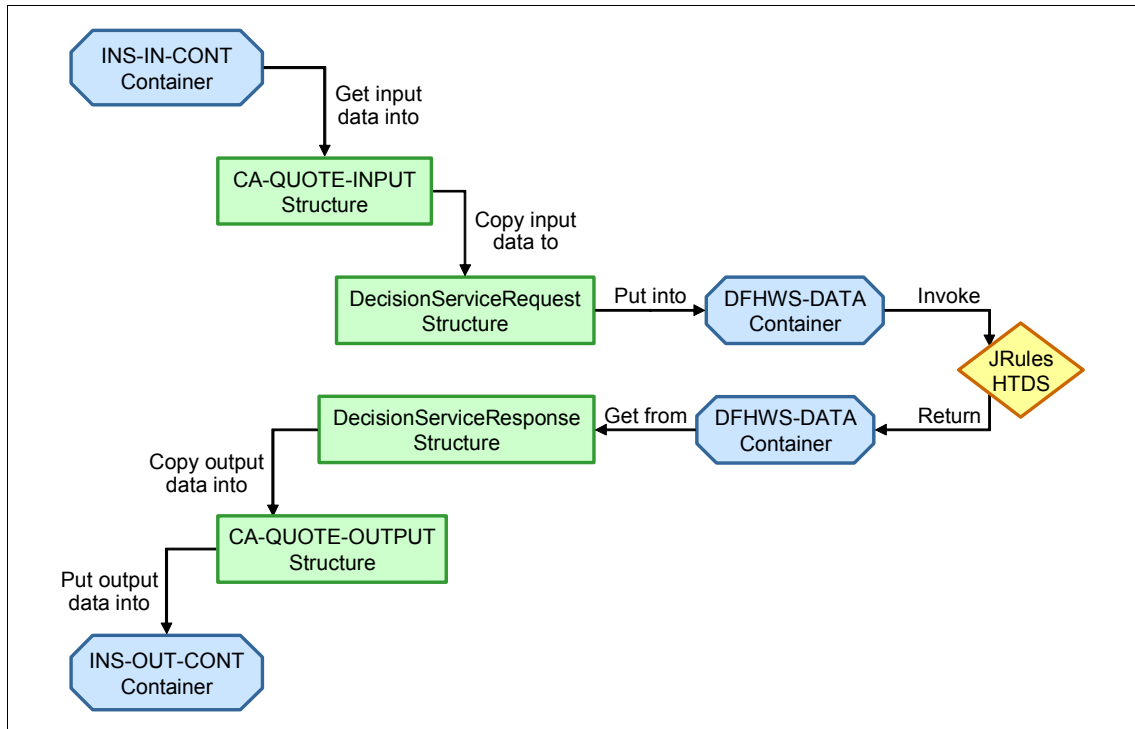 INS-IN-CONT
Container
Get input
data into
CA-QUOTE-INPUT
Structure
Copy input
data to
DecisionServiceRequest
Structure
Put into
DFHWS-DATA
Container
Invoke
JRules
HTDS
Return
DFHWS-DATA
Container
Get from
DecisionServiceResponse
Structure
Copy output
data into
CA-QUOTE-OUTPUT
Structure
Put output
data into
INS-OUT-CONT
Container